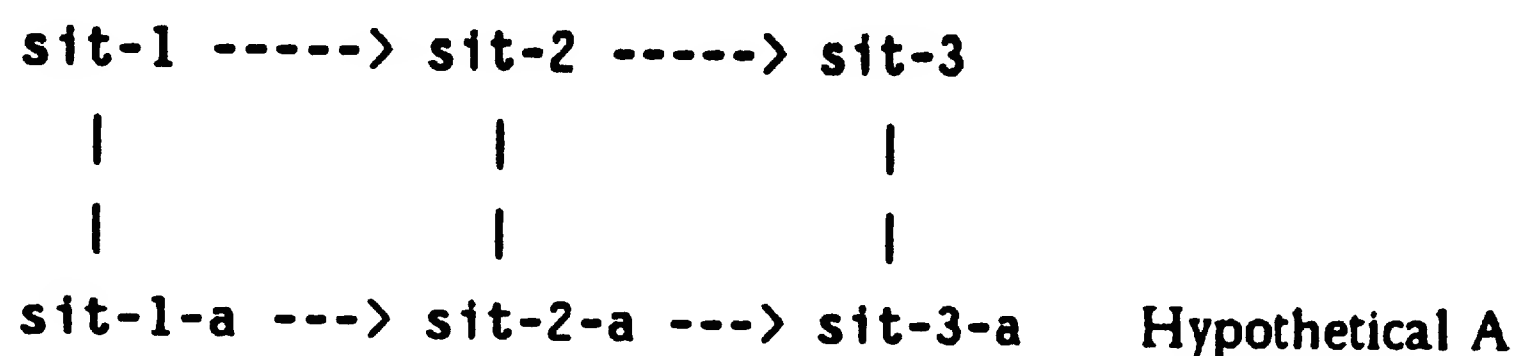 sit-1 -----> sit-2 -----> sit-3
| | |
| | |
sit-1-a ---> sit-2-a ---> sit-3-a Hypothetical A